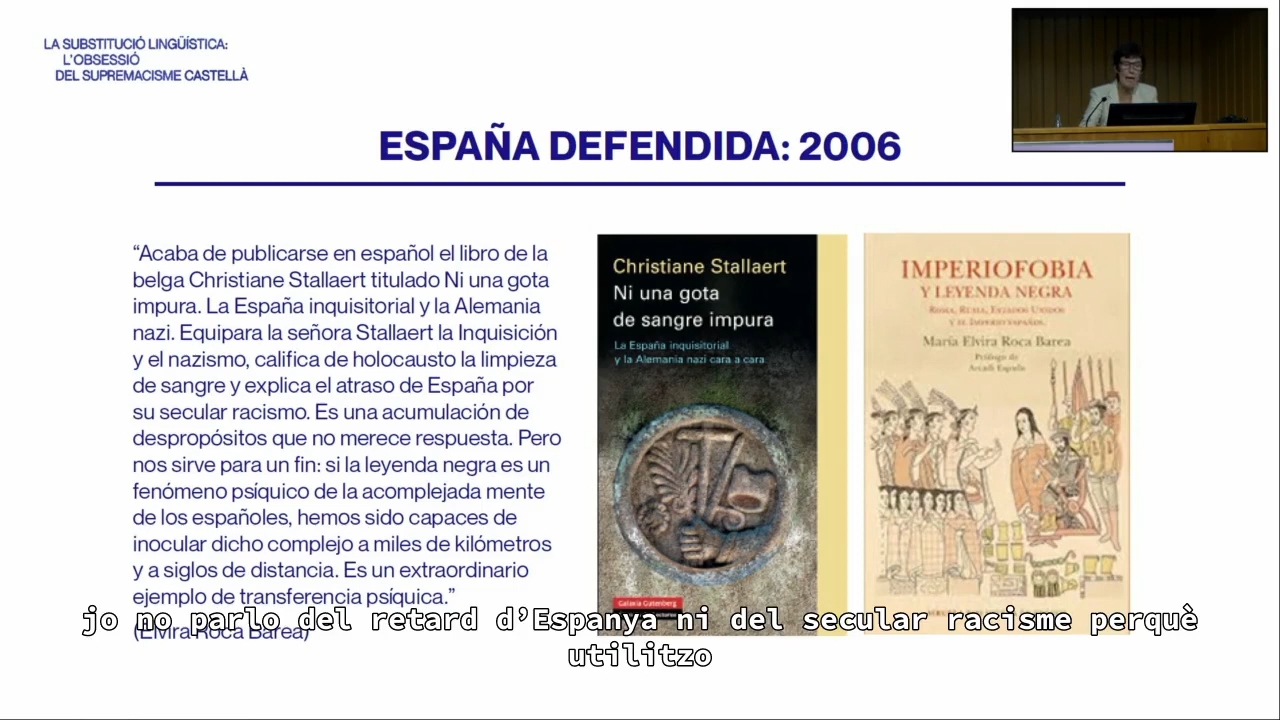 LA SUBSTITUCIÓ LINGÜÍSTICA:
L'OBSESSIÓ
DEL SUPREMACISME CASTELLÀ
ESPAÑA DEFENDIDA: 2006
“Acaba de publicarse en español el libro de la
belga Christiane Stallaert titulado Ni una gota
impura. La España inquisitorial y la Alemania
nazi. Equipara la señora Stallaert la Inquisición
y el nazismo, califica de holocausto la limpieza
de sangre y explica el atraso de España por
su secular racismo. Es una acumulación de
despropósitos que no merece respuesta. Pero
nos sirve para un fin: si la leyenda negra es un
fenómeno psíquico de la acomplejada mente
de los españoles, hemos sido capaces de
inocular dicho complejo a miles de kilómetros
y a siglos de distancia. Es un extraordinario
ejemplo de transferencia psíquica.”
(Elvira Roca Barea)
Christiane Stallaert
Ni una gota
de sangre impura
La España inquisitorial
y la Alemania nazi cara a cara
Galaxia Gutenberg
IMPERIOFOBIA
Y LEYENDA NEGRA
ROMA, RUSIA, ESTADOS UNIDOS
Y EL IMPERIO ESPAÑOL
María Elvira Roca Barea
Prólogo de
Arcadi Espada
jo no parlo del retard d’Espanya ni del secular racisme perquè
utilitzo